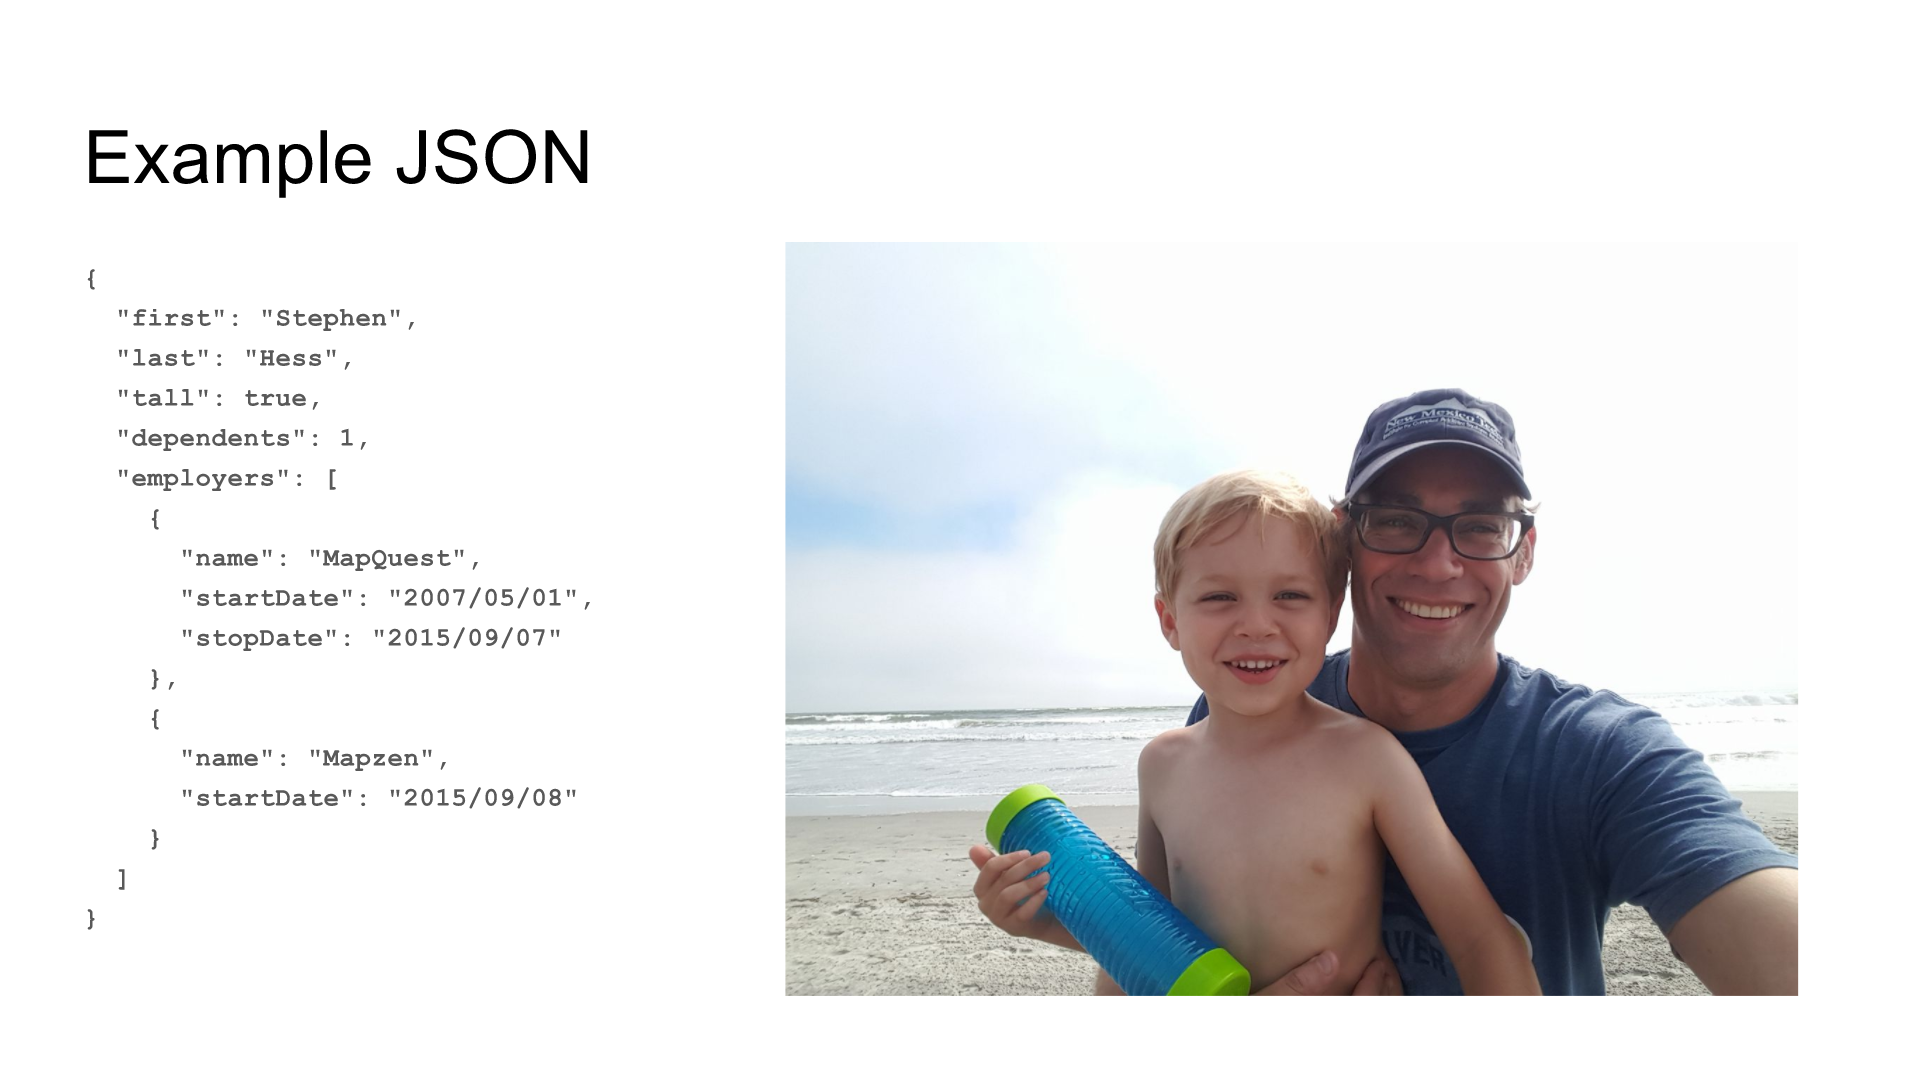 Example JSON
{
  "first": "Stephen",
  "last": "Hess",
  "tall": true,
  "dependents": 1,
  "employers": [
    {
      "name": "MapQuest",
      "startDate": "2007/05/01",
      "stopDate": "2015/09/07"
    },
    {
      "name": "Mapzen",
      "startDate": "2015/09/08"
    }
  ]
}
New Mexico Tech